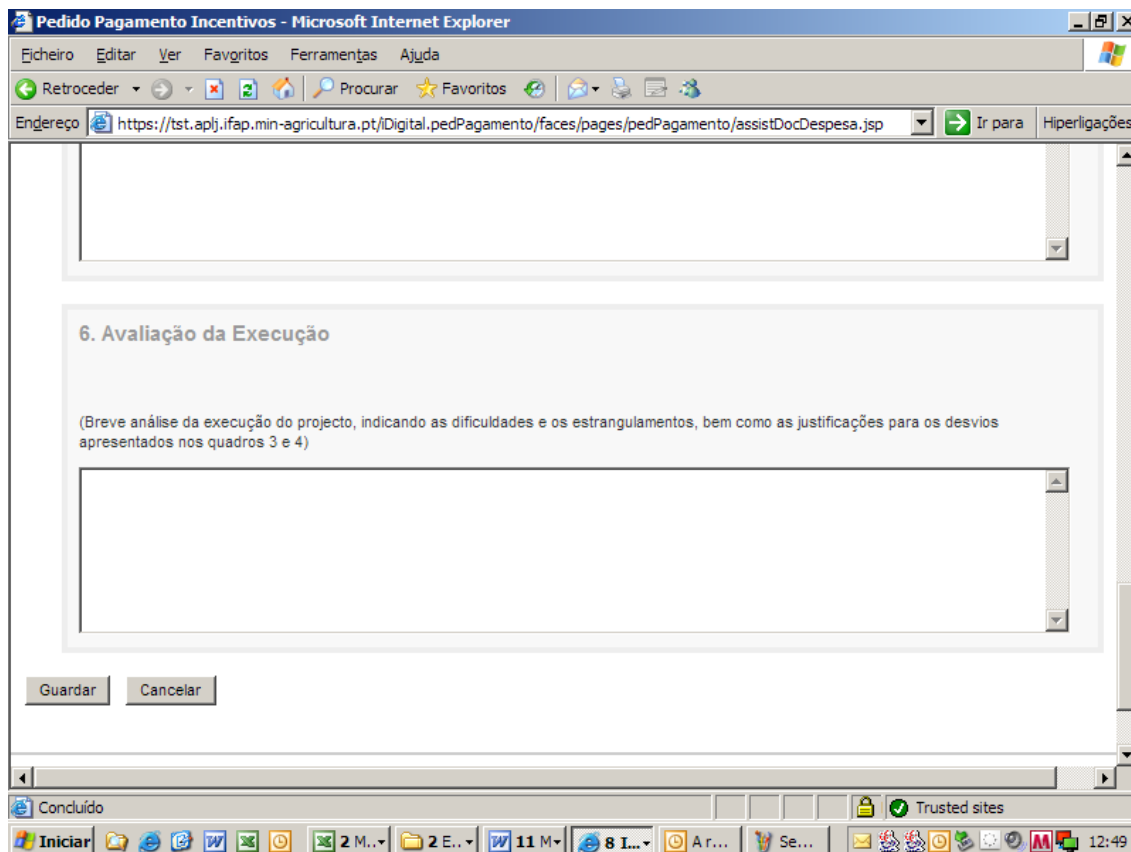 Pedido Pagamento Incentivos - Microsoft Internet Explorer
Ficheiro Editar Ver Favoritos Ferramentas Ajuda
Retroceder Procurar Favoritos
Endereço https://tst.aplj.ifap.min-agricultura.pt/iDigital.pedPagamento/faces/pages/pedPagamento/assistDocDespesa.jsp Ir para Hiperligações
6. Avaliação da Execução
(Breve análise da execução do projecto, indicando as dificuldades e os estrangulamentos, bem como as justificações para os desvios
apresentados nos quadros 3 e 4)
Guardar Cancelar
Concluído Trusted sites
Iniciar 2 M... 2 E... 11 M 8 I... A r... Se... 12:49